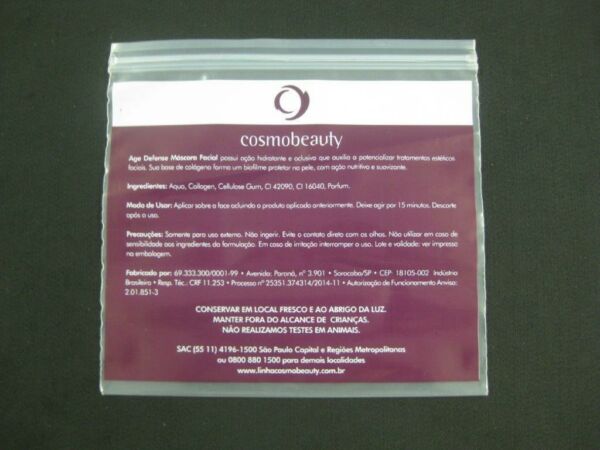 cosmobeauty
Age Defense Máscara Facial possui ação hidratante e oclusiva que auxilia a potencializar tratamentos estéticos
faciais. Sua base de colágeno forma um biofilme protetor na pele, com ação nutritiva e suavizante.
Ingredientes: Aqua, Collagen, Cellulose Gum, CI 42090, CI 16040, Parfum.
Modo de Usar: Aplicar sobre a face ocluindo o produto aplicado anteriormente. Deixe agir por 15 minutos. Descarte
após o uso.
Precauções: Somente para uso externo. Não ingerir. Evite o contato direto com os olhos. Não utilizar em caso de
sensibilidade aos ingredientes da formulação. Em caso de irritação interromper o uso. Lote e validade: ver impresso
na embalagem.
Fabricado por: 69.333.300/0001-99 • Avenida: Paraná, nº 3.901 • Sorocaba/SP • CEP 18105-002 Indústria
Brasileira • Resp. Téc.: CRF 11.253 • Processo nº 25351.374314/2014-11 • Autorização de Funcionamento Anvisa:
2.01.851-3
CONSERVAR EM LOCAL FRESCO E AO ABRIGO DA LUZ.
MANTER FORA DO ALCANCE DE CRIANÇAS.
NÃO REALIZAMOS TESTES EM ANIMAIS.
SAC (55 11) 4196-1500 São Paulo Capital e Regiões Metropolitanas
ou 0800 880 1500 para demais localidades
www.linhacosmobeauty.com.br